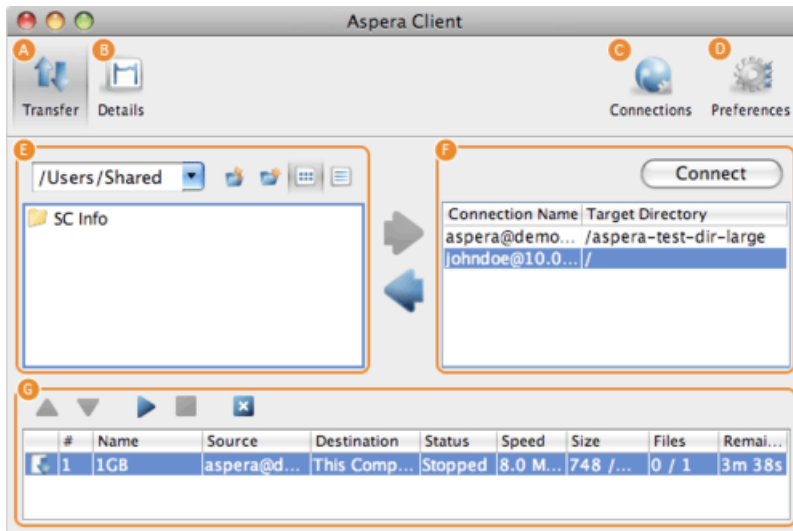 Aspera Client
A
B
C
D
Transfer
Details
Connections
Preferences
E
F
/Users/Shared
Connect
SC Info
Connection Name
Target Directory
aspera@demo...
/aspera-test-dir-large
johndoe@10.0...
/
G
# Name Source Destination Status Speed Size Files Remai...
1 1GB aspera@d... This Comp... Stopped 8.0 M... 748 /... 0 / 1 3m 38s